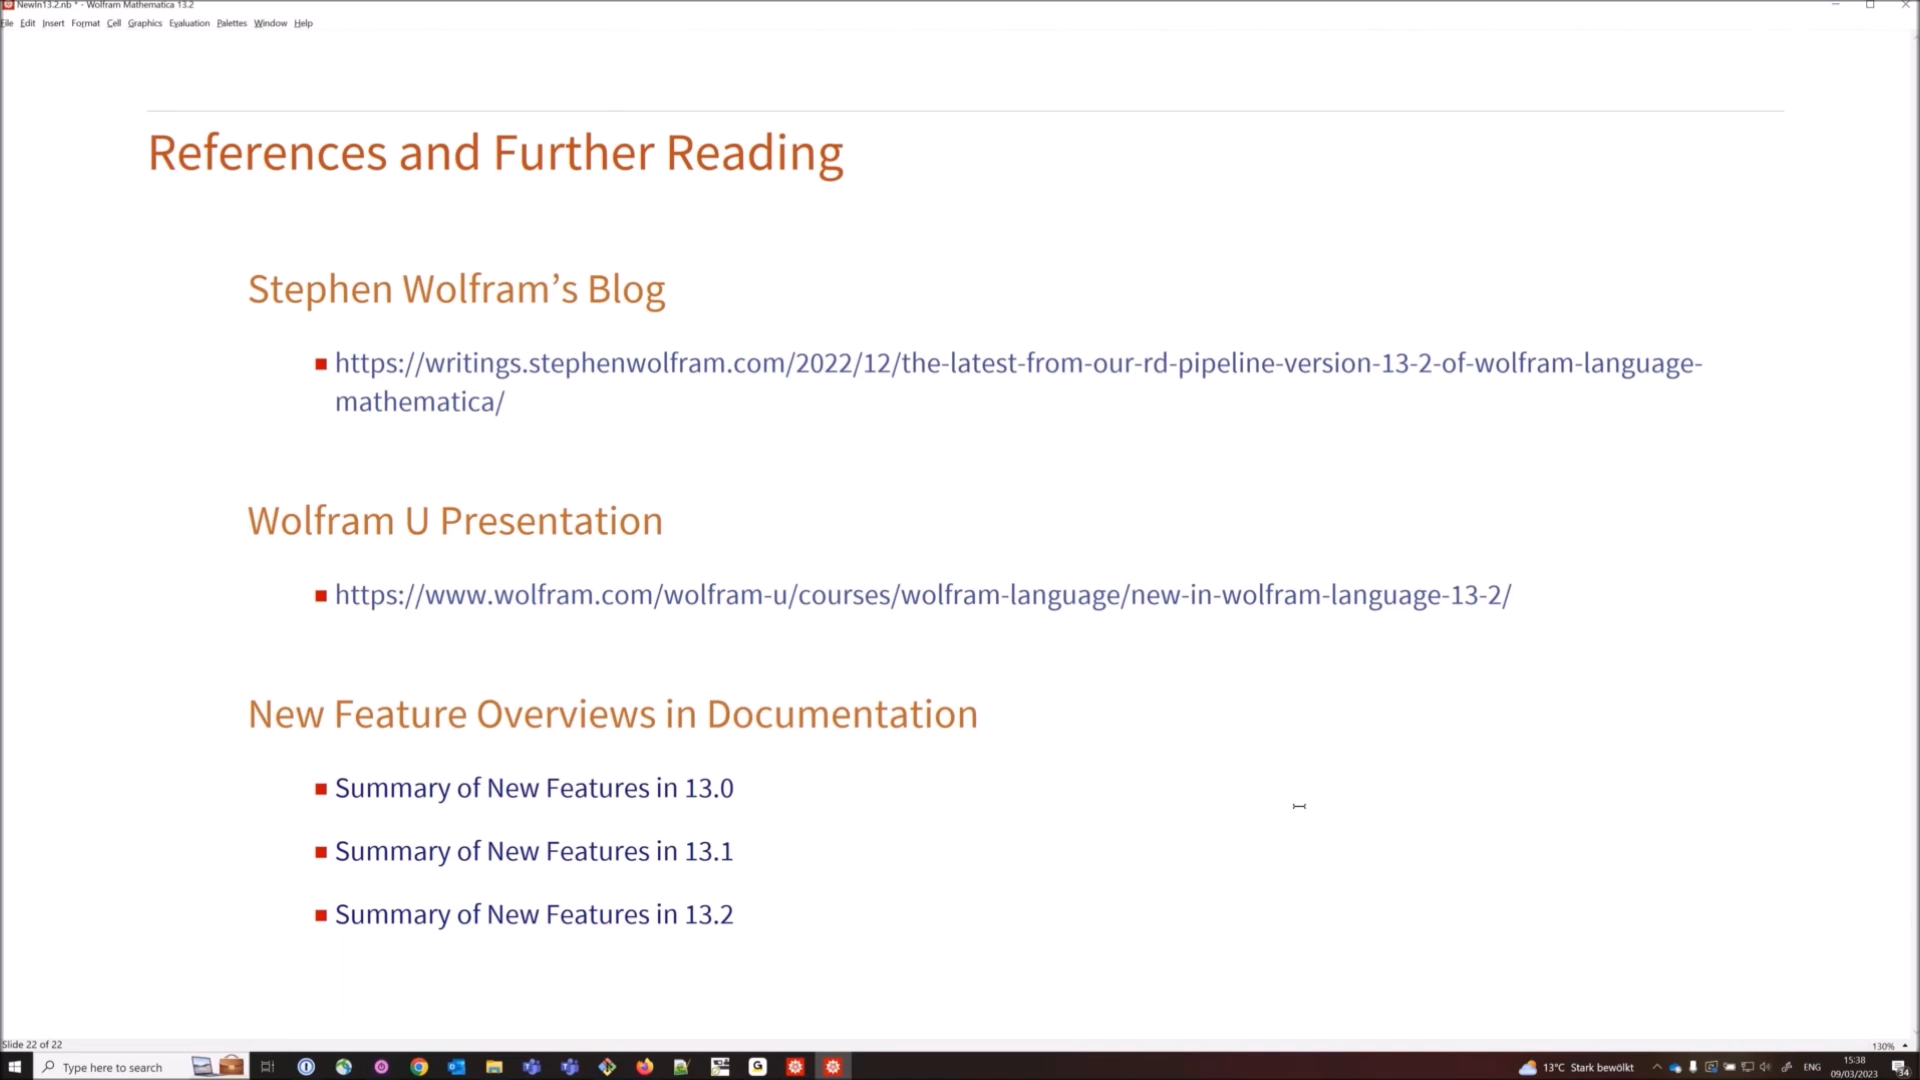 NewIn13.2.nb * - Wolfram Mathematica 13.2
File Edit Insert Format Cell Graphics Evaluation Palettes Window Help
References and Further Reading
Stephen Wolfram’s Blog
https://writings.stephenwolfram.com/2022/12/the-latest-from-our-rd-pipeline-version-13-2-of-wolfram-language-
mathematica/
Wolfram U Presentation
https://www.wolfram.com/wolfram-u/courses/wolfram-language/new-in-wolfram-language-13-2/
New Feature Overviews in Documentation
Summary of New Features in 13.0
Summary of New Features in 13.1
Summary of New Features in 13.2
Slide 22 of 22
130%
Type here to search
13°C Stark bewölkt
ENG
15:38
09/03/2023
34